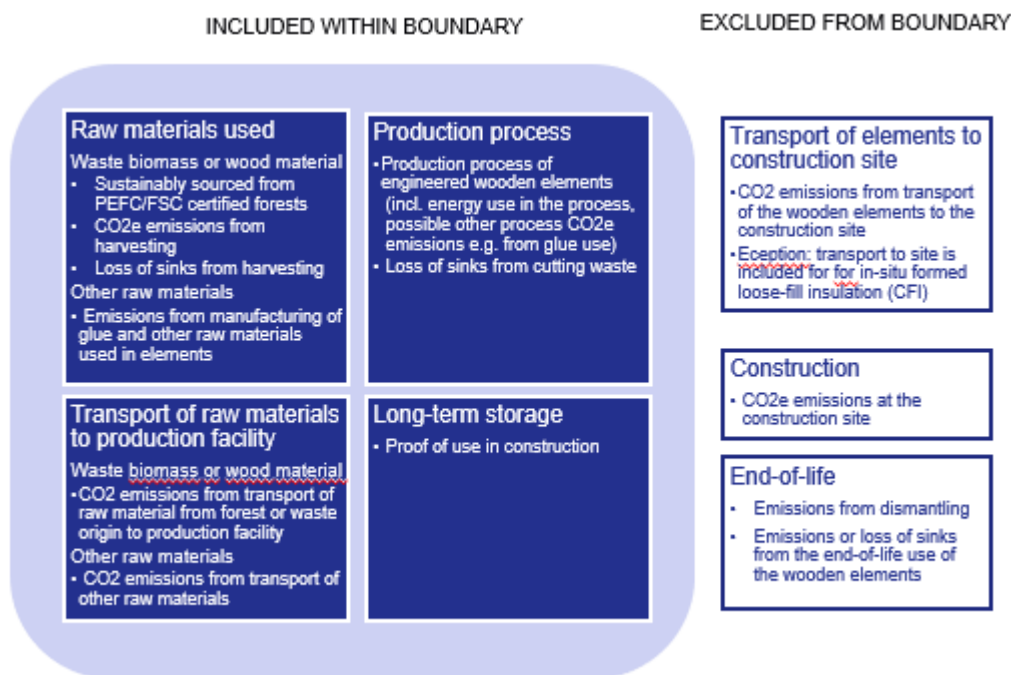 INCLUDED WITHIN BOUNDARY
EXCLUDED FROM BOUNDARY
Raw materials used
Waste biomass or wood material
• Sustainably sourced from
PEFC/FSC certified forests
• CO2e emissions from
harvesting
• Loss of sinks from harvesting
Other raw materials
• Emissions from manufacturing of
glue and other raw materials
used in elements
Production process
• Production process of
engineered wooden elements
(incl. energy use in the process,
possible other process CO2e
emissions e.g. from glue use)
• Loss of sinks from cutting waste
Transport of raw materials
to production facility
Waste biomass or wood material
• CO2 emissions from transport of
raw material from forest or waste
origin to production facility
Other raw materials
• CO2 emissions from transport of
other raw materials
Long-term storage
• Proof of use in construction
Transport of elements to
construction site
• CO2 emissions from transport
of the wooden elements to the
construction site
• Eception: transport to site is
included for for in-situ formed
loose-fill insulation (CFI)
Construction
• CO2e emissions at the
construction site
End-of-life
• Emissions from dismantling
• Emissions or loss of sinks
from the end-of-life use of
the wooden elements